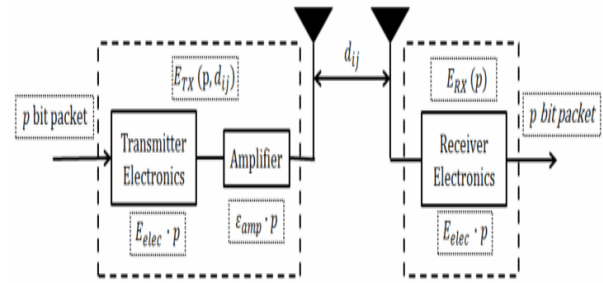 p bit packet
E_TX (p, d_ij)
Transmitter
Electronics
E_elec · p
Amplifier
ε_amp · p
d_ij
E_RX (p)
Receiver
Electronics
E_elec · p
p bit packet